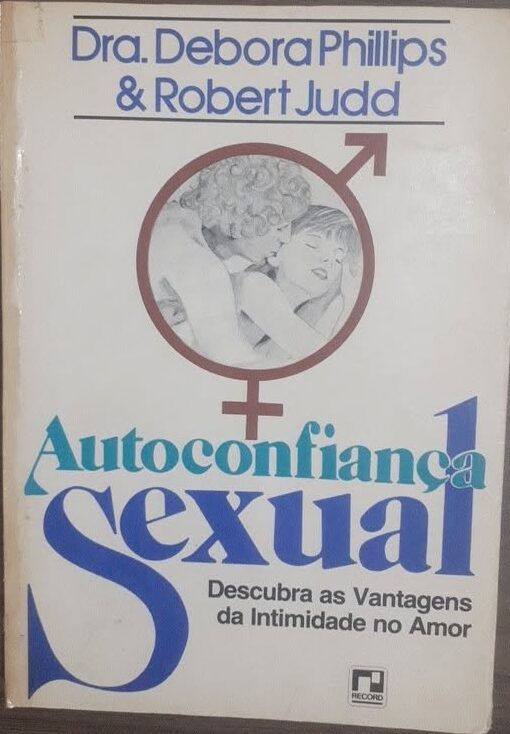 Dra. Debora Phillips
& Robert Judd
Autoconfiança
Sexual
Descubra as Vantagens
da Intimidade no Amor
RECORD